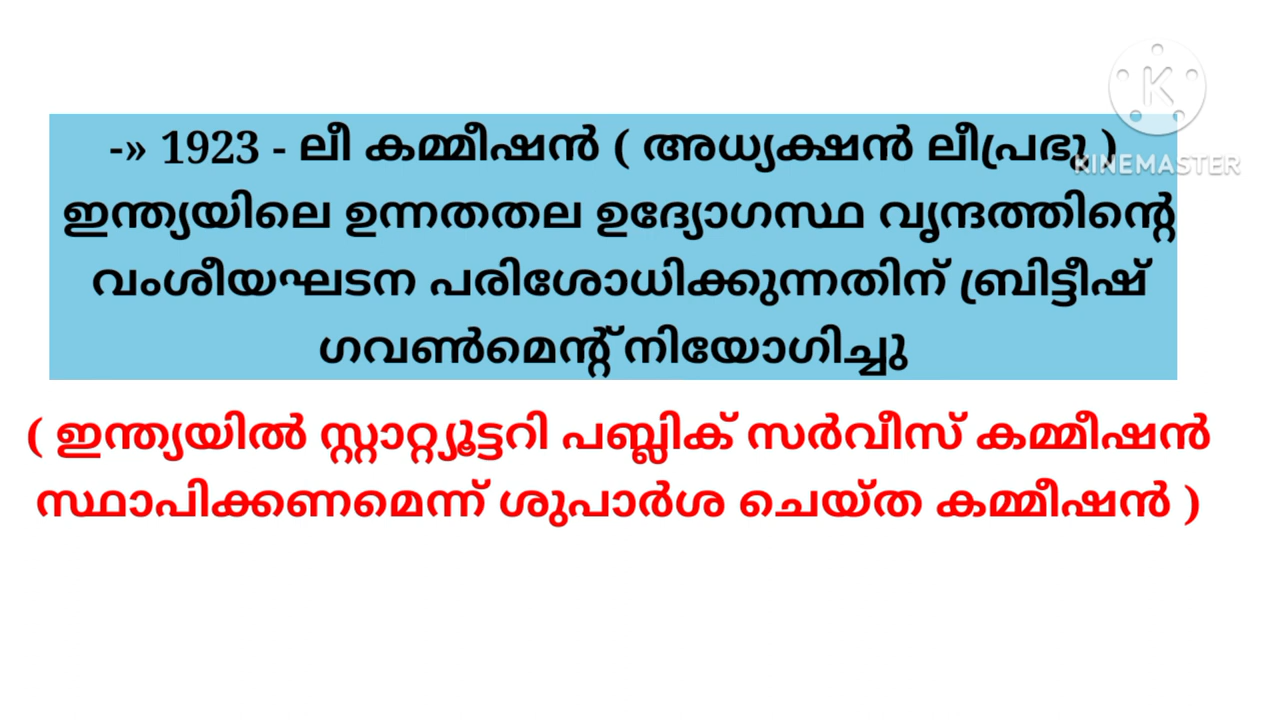 -» 1923 - ലീ കമ്മീഷൻ ( അധ്യക്ഷൻ ലീപ്രഭു )
ഇന്ത്യയിലെ ഉന്നതതല ഉദ്യോഗസ്ഥ വൃന്ദത്തിന്റെ
വംശീയഘടന പരിശോധിക്കുന്നതിന് ബ്രിട്ടീഷ്
ഗവൺമെന്റ് നിയോഗിച്ചു
( ഇന്ത്യയിൽ സ്റ്റാറ്റ്യൂട്ടറി പബ്ലിക് സർവീസ് കമ്മീഷൻ
സ്ഥാപിക്കണമെന്ന് ശുപാർശ ചെയ്ത കമ്മീഷൻ )
K
KINEMASTER